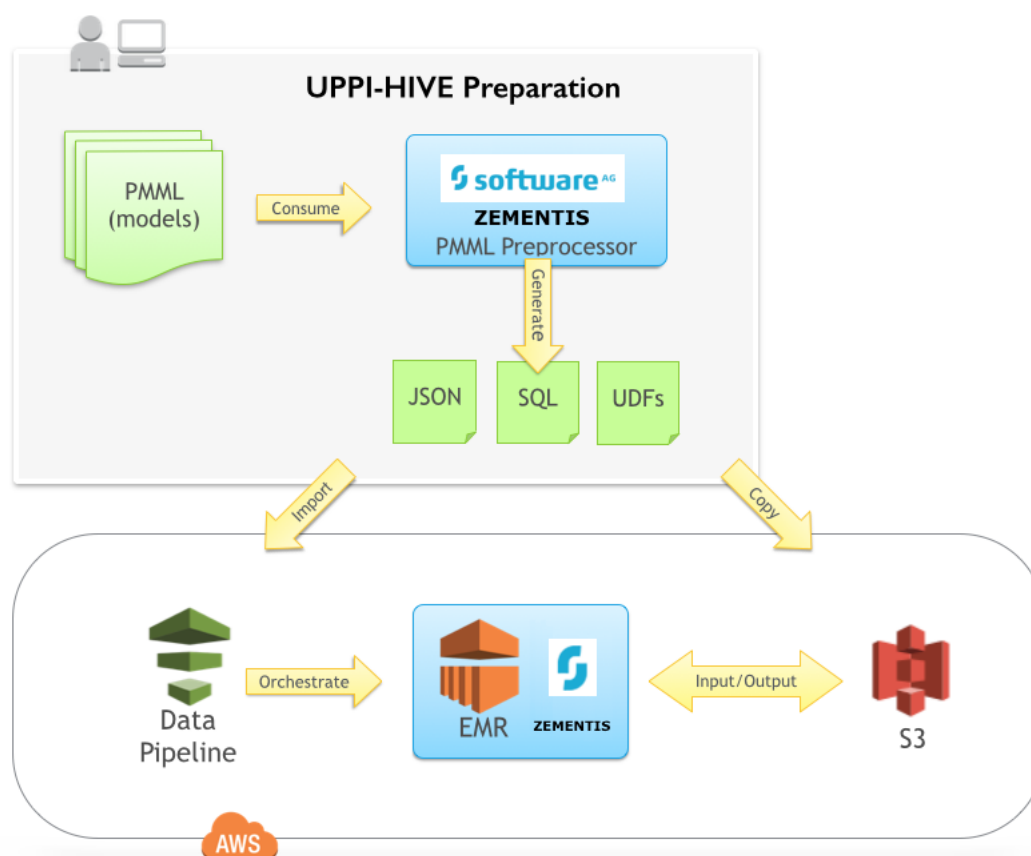 UPPI-HIVE Preparation
PMML
(models)
Consume
software AG
ZEMENTIS
PMML Preprocessor
Generate
JSON
SQL
UDFs
Import
Copy
Data
Pipeline
Orchestrate
EMR
ZEMENTIS
Input/Output
S3
AWS